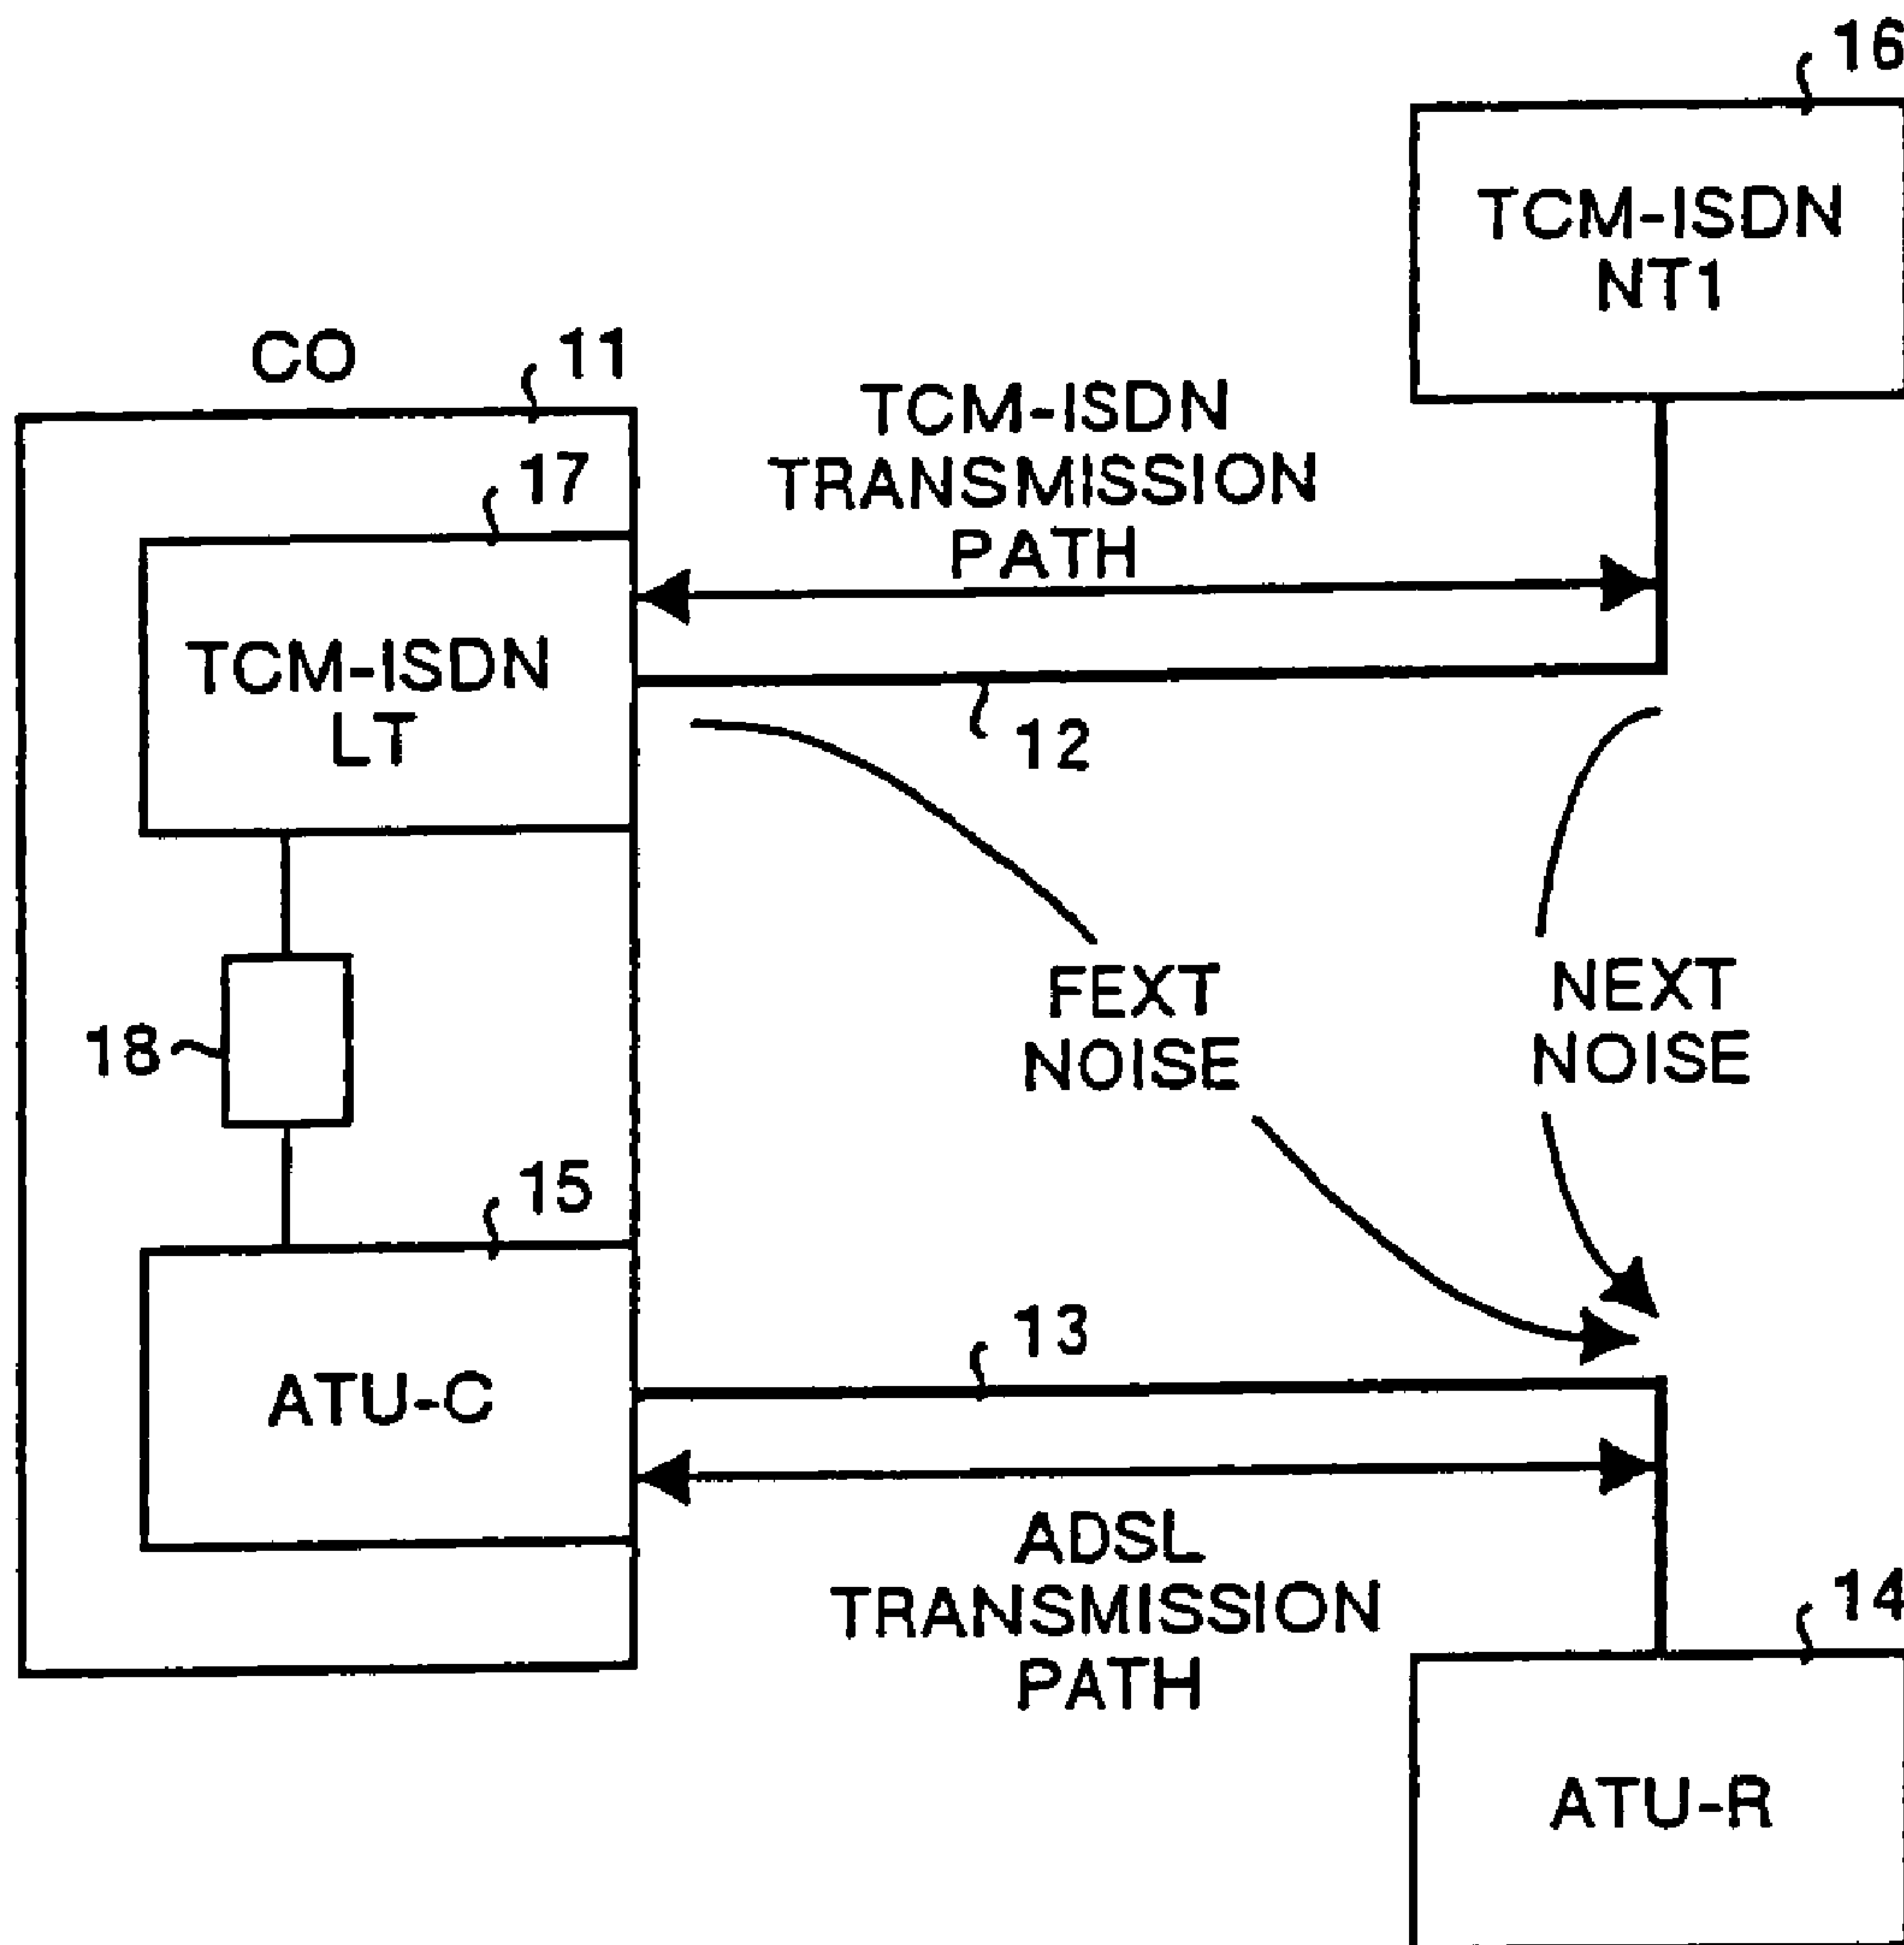 16
TCM-ISDN
NT1
CO
11
17
TCM-ISDN
TRANSMISSION
PATH
TCM-ISDN
LT
12
FEXT
NOISE
NEXT
NOISE
18
15
13
ATU-C
ADSL
TRANSMISSION
PATH
14
ATU-R